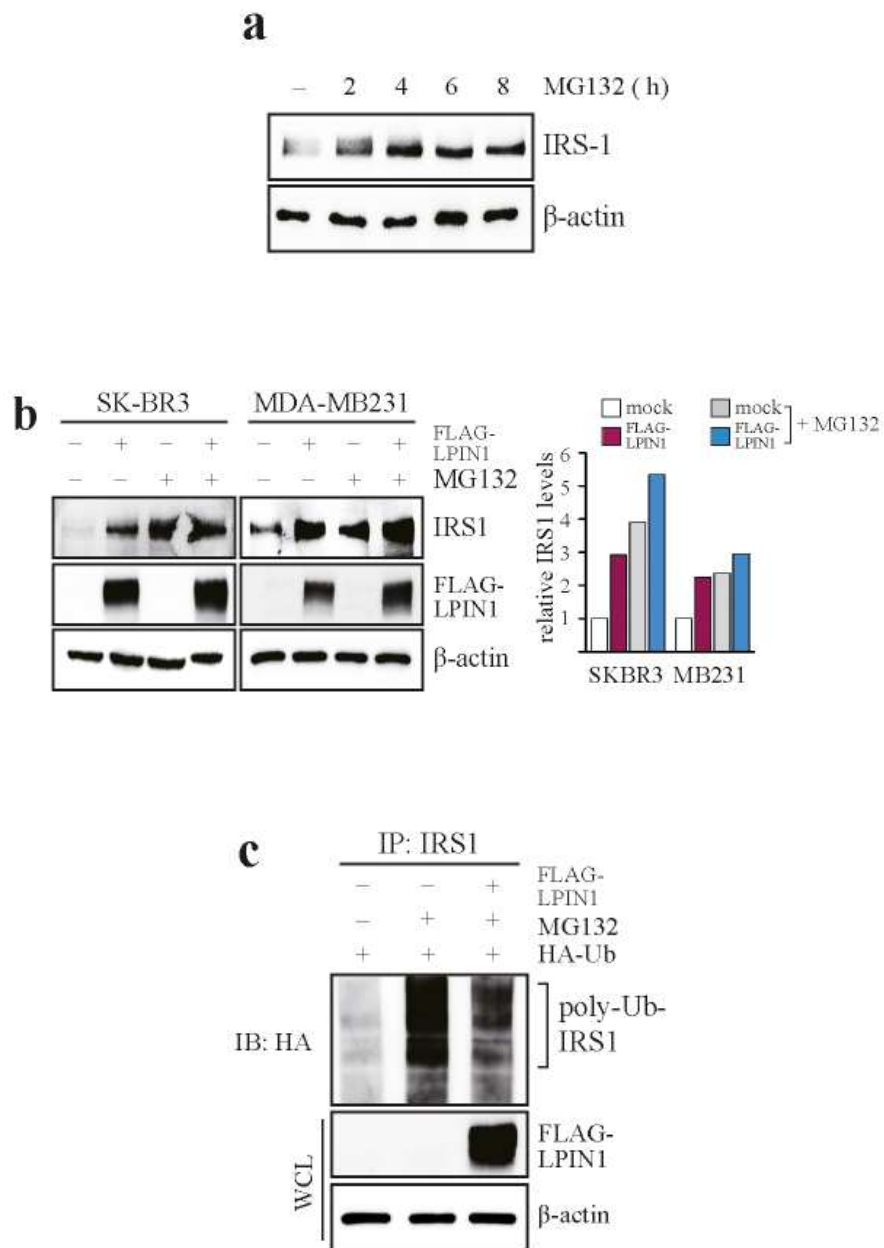 a
– 2 4 6 8 MG132 ( h)
IRS-1
β-actin
b
SK-BR3 MDA-MB231
– + – + – + – + FLAG-
LPIN1
– – + + – – + + MG132
IRS1
FLAG-
LPIN1
β-actin
mock mock
FLAG-
LPIN1
FLAG-
LPIN1
+ MG132
relative IRS1 levels
6
5
4
3
2
1
SKBR3 MB231
c
IP: IRS1
– – + FLAG-
LPIN1
– + + MG132
+ + + HA-Ub
IB: HA
poly-Ub-
IRS1
WCL
FLAG-
LPIN1
β-actin